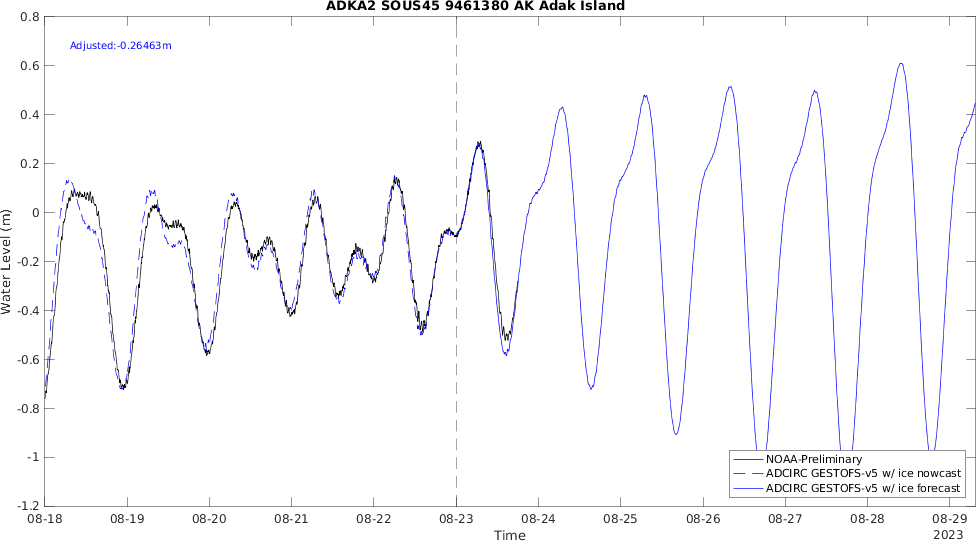 ADKA2 SOUS45 9461380 AK Adak Island
Adjusted:-0.26463m
Water Level (m)
0.8
0.6
0.4
0.2
0
-0.2
-0.4
-0.6
-0.8
-1
-1.2
NOAA-Preliminary
ADCIRC GESTOFS-v5 w/ ice nowcast
ADCIRC GESTOFS-v5 w/ ice forecast
08-18 08-19 08-20 08-21 08-22 08-23 08-24 08-25 08-26 08-27 08-28 08-29
Time
2023